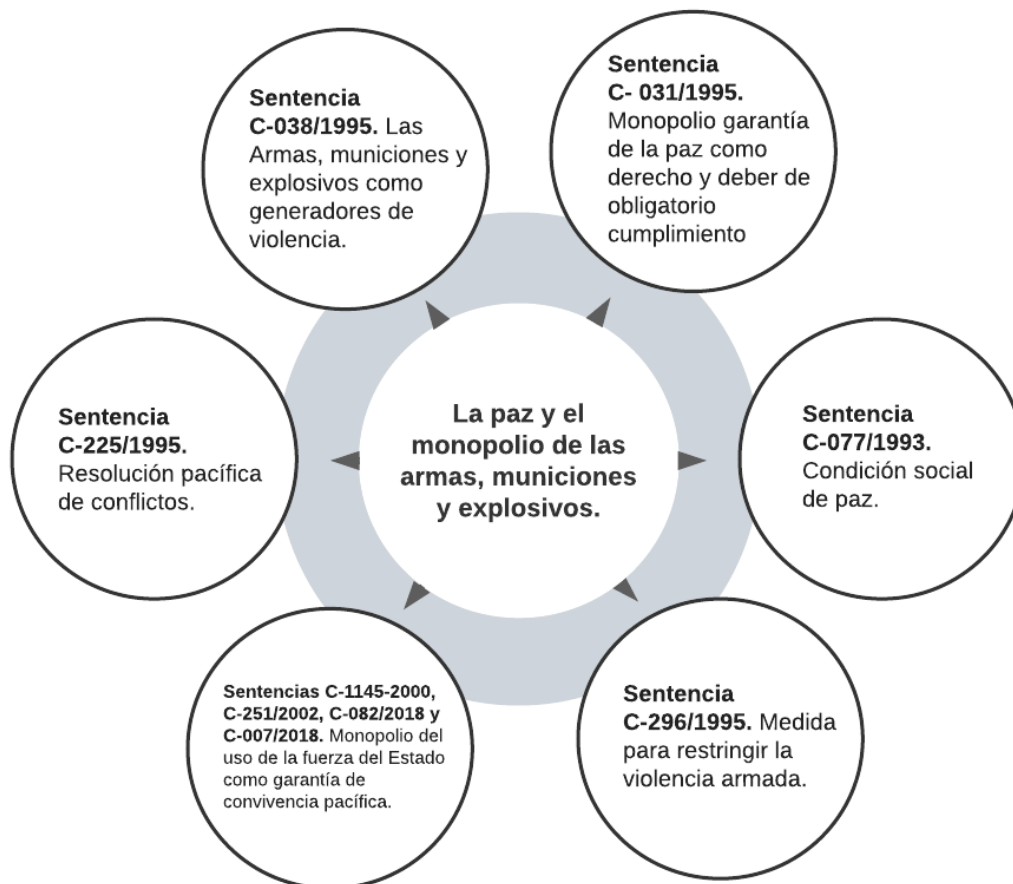 Sentencia
C-038/1995. Las
Armas, municiones y
explosivos como
generadores de
violencia.
Sentencia
C- 031/1995.
Monopolio garantía
de la paz como
derecho y deber de
obligatorio
cumplimiento
Sentencia
C-225/1995.
Resolución pacífica
de conflictos.
La paz y el
monopolio de las
armas, municiones
y explosivos.
Sentencia
C-077/1993.
Condición social
de paz.
Sentencias C-1145-2000,
C-251/2002, C-082/2018 y
C-007/2018. Monopolio del
uso de la fuerza del Estado
como garantía de
convivencia pacífica.
Sentencia
C-296/1995. Medida
para restringir la
violencia armada.